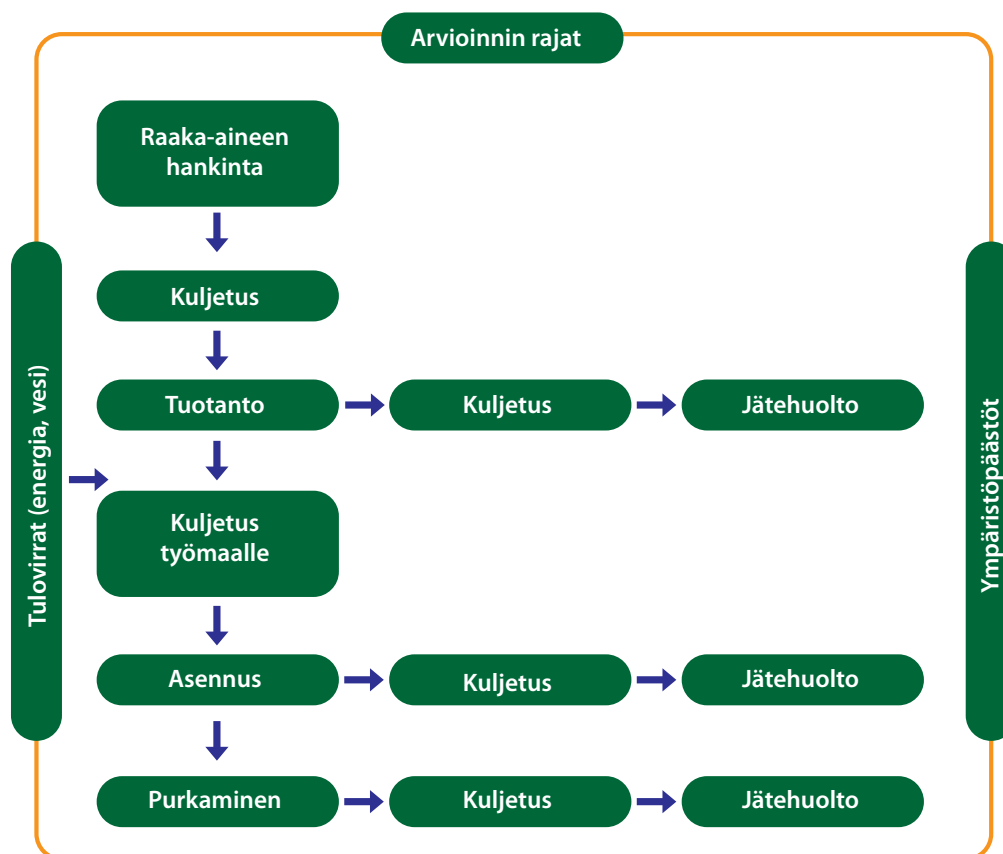 Arvioinnin rajat
Raaka-aineen
hankinta
Kuljetus
Tuotanto
Kuljetus
Jätehuolto
Tulovirrat (energia, vesi)
Kuljetus
työmaalle
Ympäristöpäästöt
Asennus
Kuljetus
Jätehuolto
Purkaminen
Kuljetus
Jätehuolto